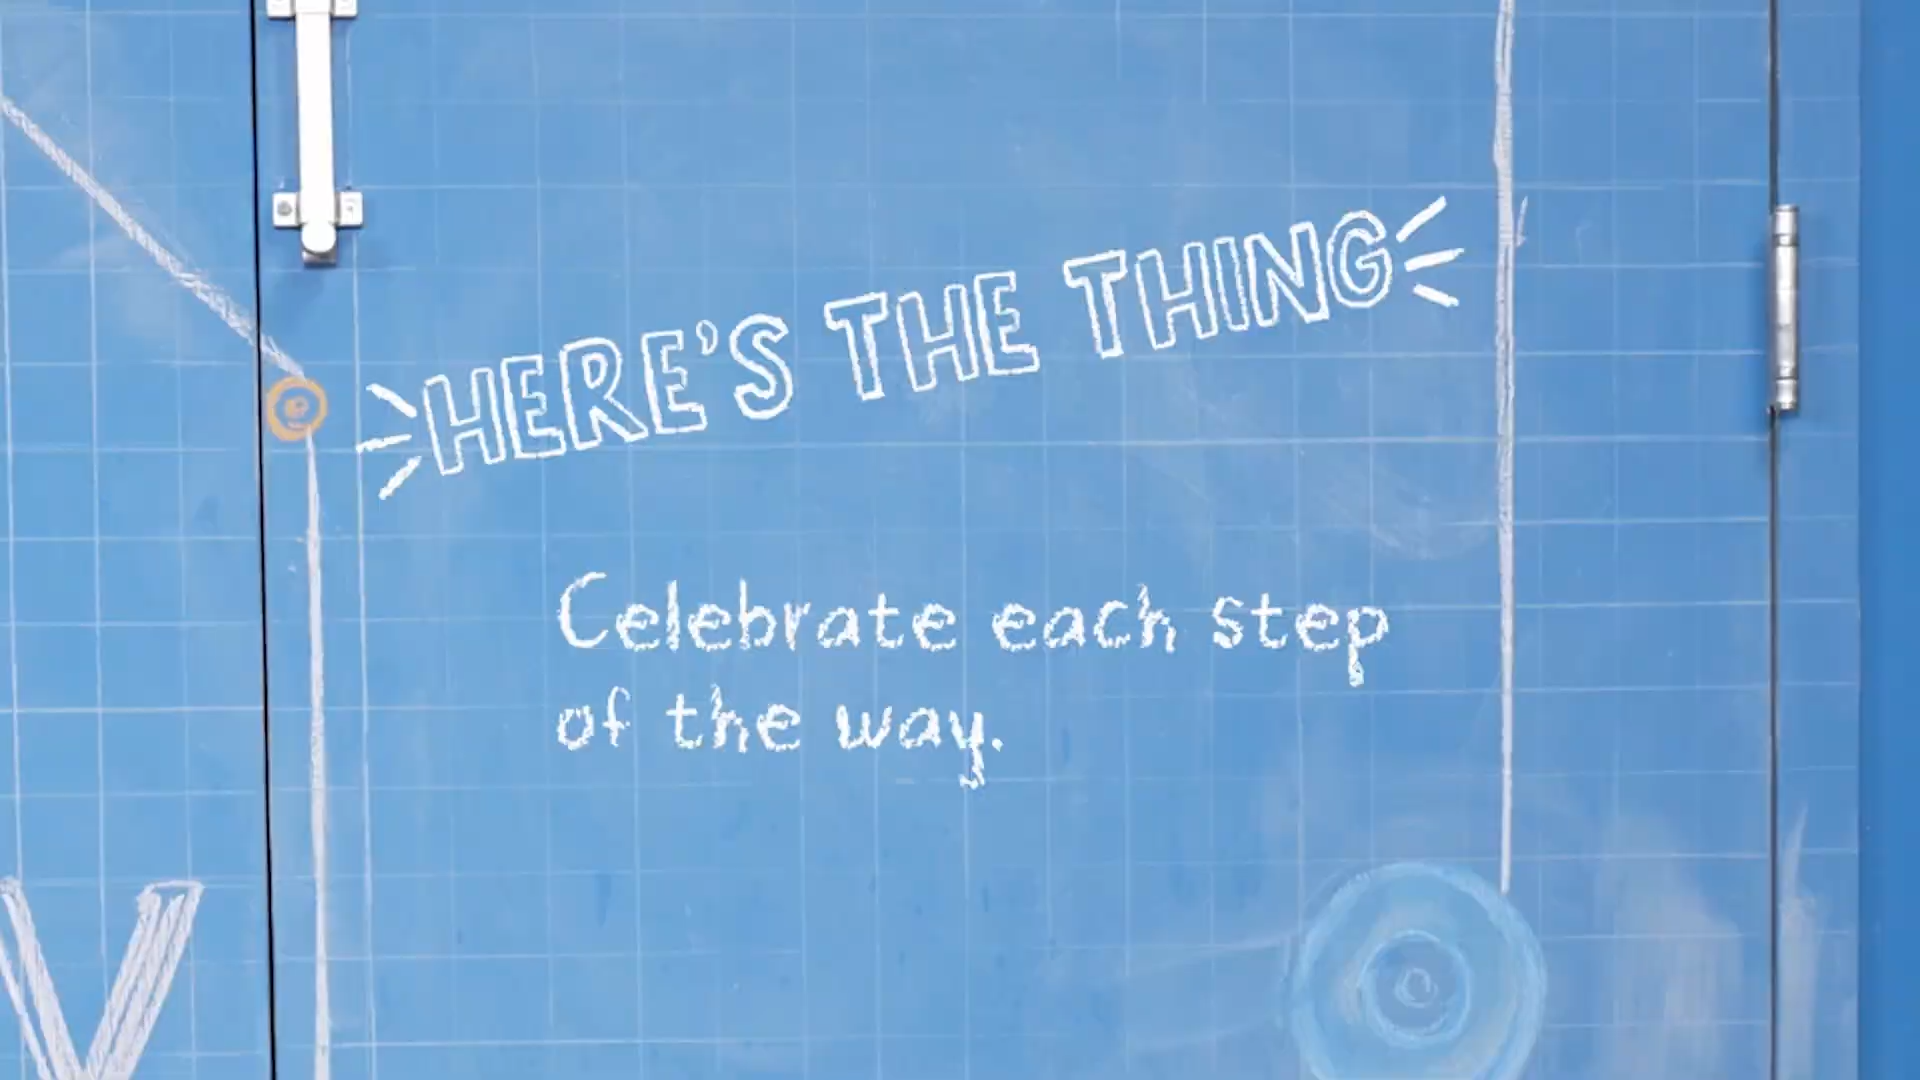 HERE'S THE THING
Celebrate each step
of the way.